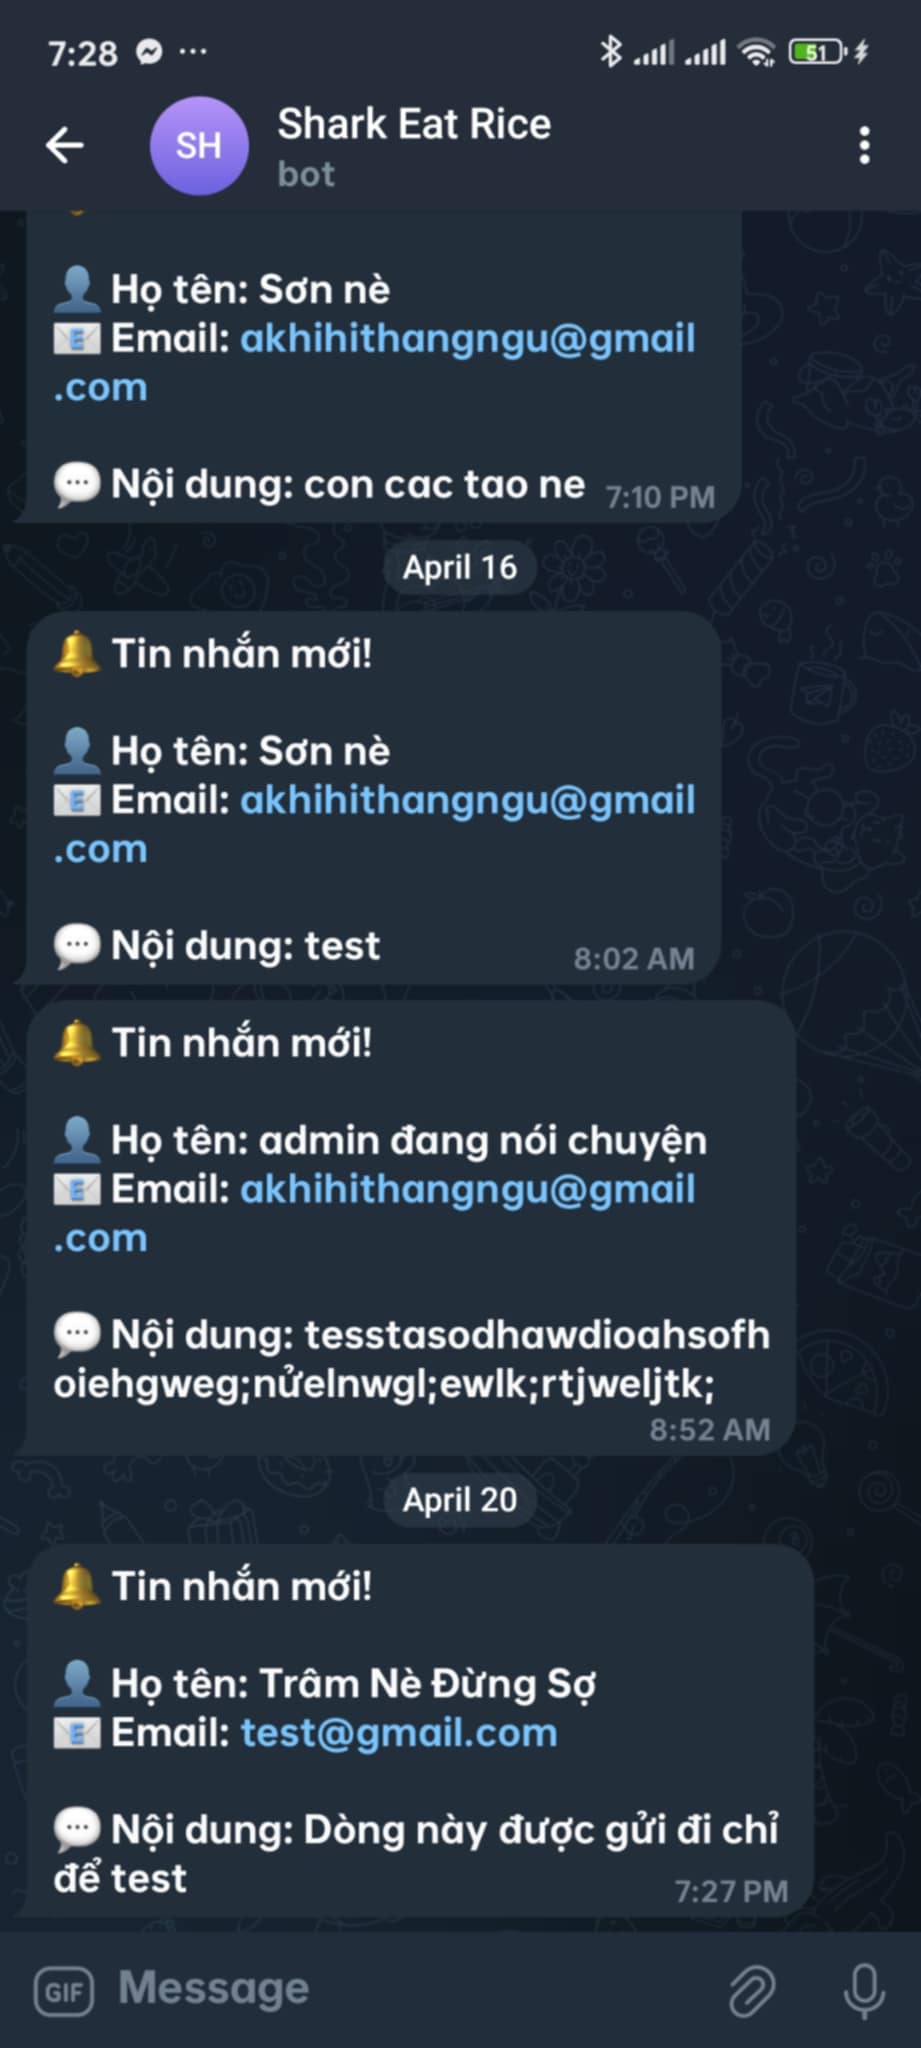 7:28
51
SH
Shark Eat Rice
bot
Họ tên: Sơn nè
Email: akhihithangngu@gmail
.com
Nội dung: con cac tao ne
7:10 PM
April 16
Tin nhắn mới!
Họ tên: Sơn nè
Email: akhihithangngu@gmail
.com
Nội dung: test
8:02 AM
Tin nhắn mới!
Họ tên: admin đang nói chuyện
Email: akhihithangngu@gmail
.com
Nội dung: tesstasodhawdioahsofh
oiehgweg;nửelnwgl;ewlk;rtjweljtk;
8:52 AM
April 20
Tin nhắn mới!
Họ tên: Trâm Nè Đừng Sợ
Email: test@gmail.com
Nội dung: Dòng này được gửi đi chỉ
để test
7:27 PM
GIF
Message